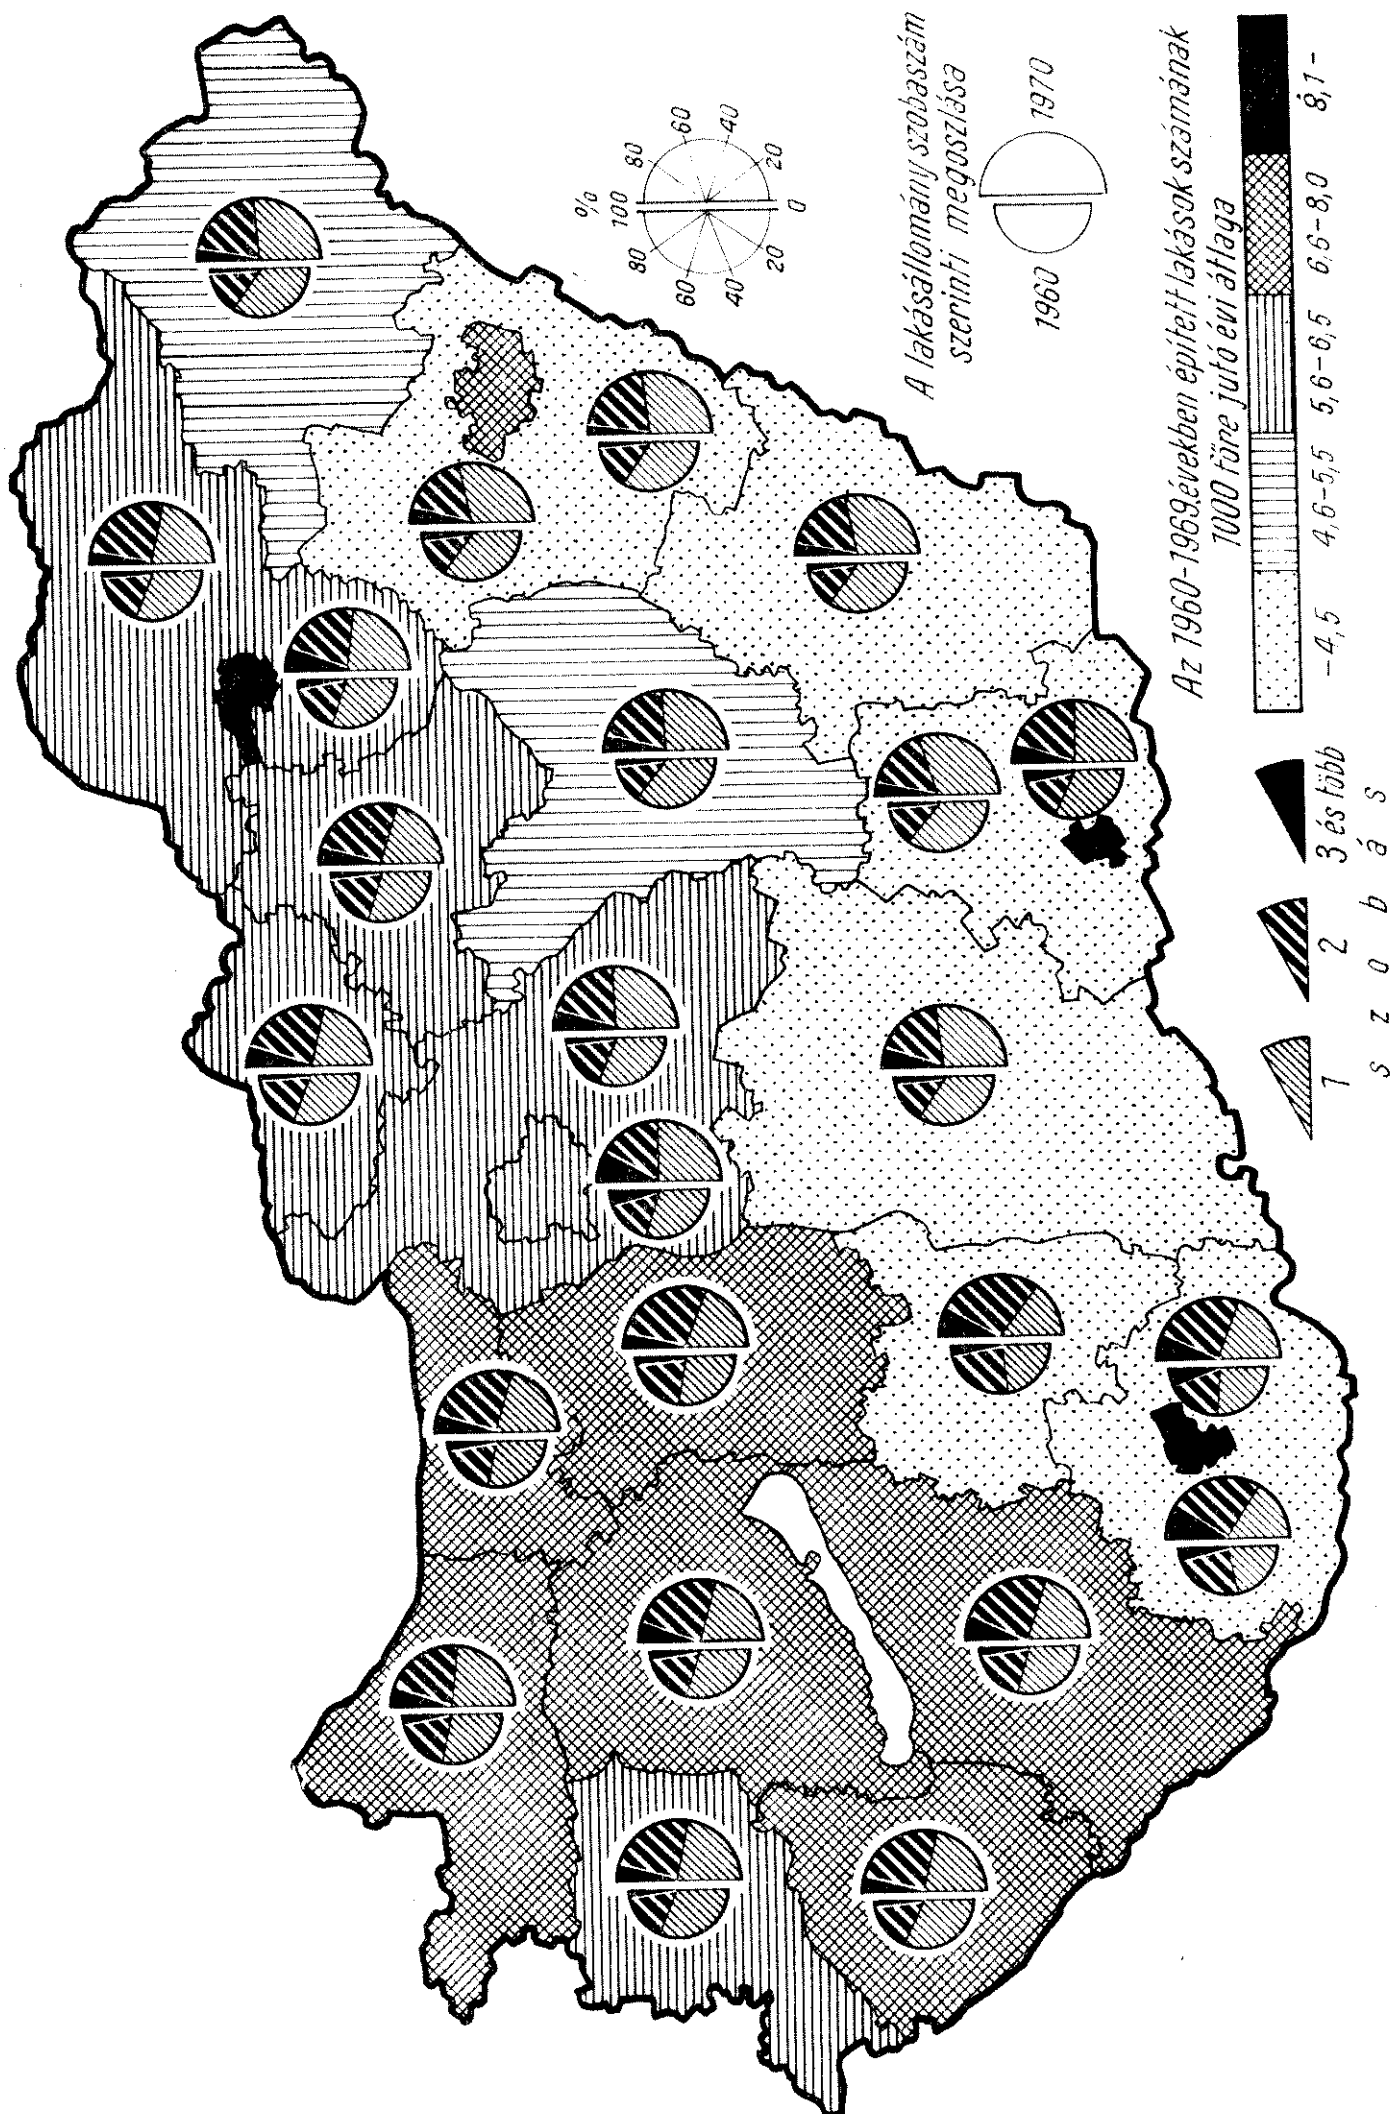 %
100
80
80
60
60
40
40
20
20
0
A lakásállomány szobaszám
szerinti megoszlása
1960
1970
Az 1960-1969.években épített lakások számának
1000 főre jutó évi átlaga
-4,5 4,6-5,5 5,6-6,5 6,6-8,0 8,1-
1 2 3 és több
s z o b á s